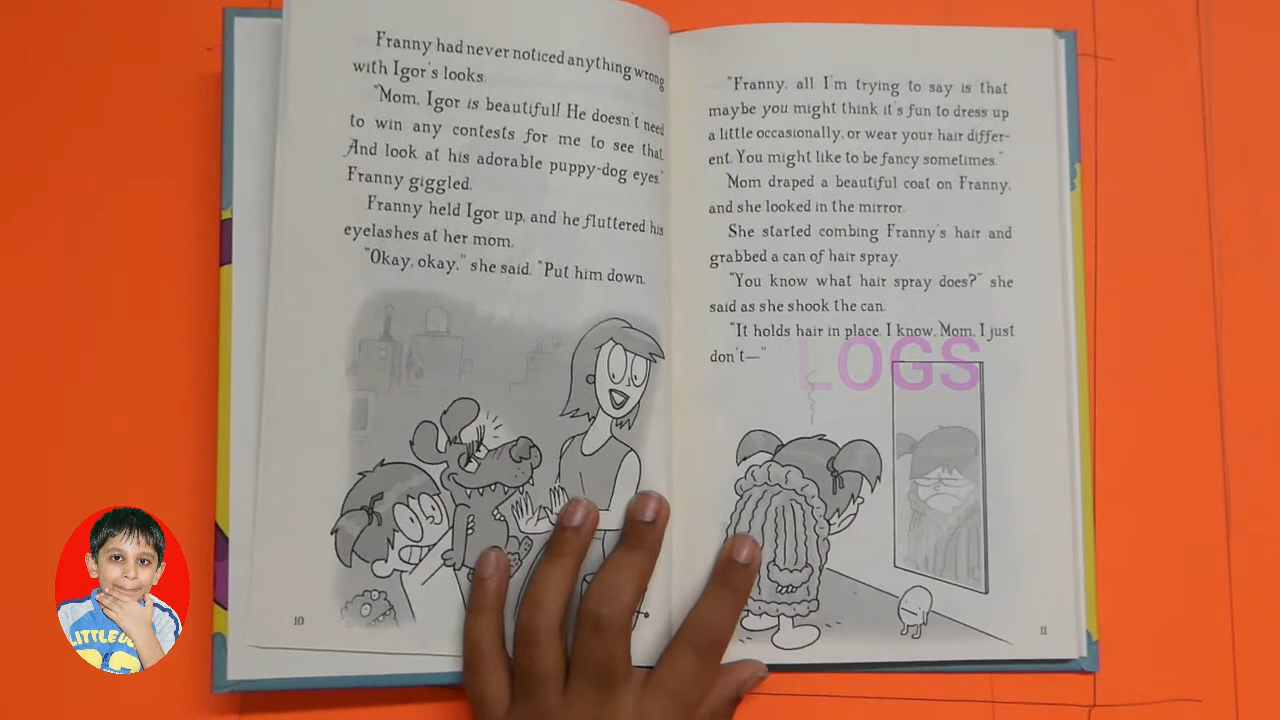 Franny had never noticed anything wrong
with Igor's looks.
"Mom, Igor is beautiful! He doesn't need
to win any contests for me to see that.
And look at his adorable puppy-dog eyes."
Franny giggled.
Franny held Igor up, and he fluttered his
eyelashes at her mom.
"Okay, okay," she said. "Put him down.
10
"Franny, all I'm trying to say is that
maybe you might think it's fun to dress up
a little occasionally, or wear your hair differ-
ent. You might like to be fancy sometimes."
Mom draped a beautiful coat on Franny,
and she looked in the mirror.
She started combing Franny's hair and
grabbed a can of hair spray.
"You know what hair spray does?" she
said as she shook the can.
"It holds hair in place. I know, Mom. I just
don't—"
LOGS
11